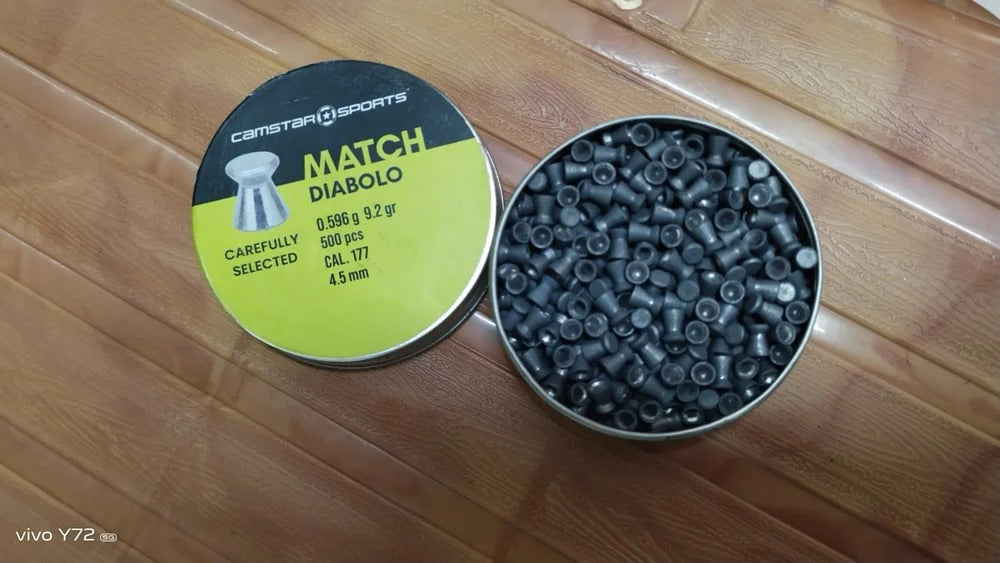 CAMSTAR SPORTS
MATCH
DIABOLO
0.596 g 9.2 gr
500 pcs
CAL. 177
4.5 mm
CAREFULLY
SELECTED
vivo Y72 5G